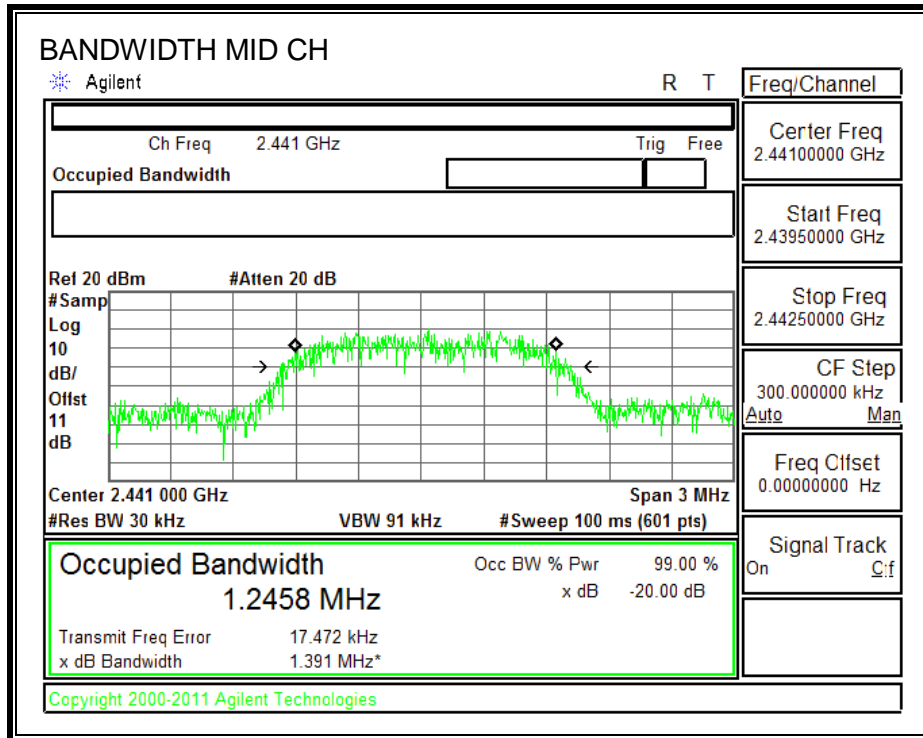 BANDWIDTH MID CH
Agilent R T
Freq/Channel
Ch Freq 2.441 GHz Trig Free
Occupied Bandwidth
Center Freq
2.44100000 GHz
Start Freq
2.43950000 GHz
Stop Freq
2.44250000 GHz
CF Step
300.000000 kHz
Auto Man
Freq Offset
0.00000000 Hz
Signal Track
On Off
Ref 20 dBm #Atten 20 dB
#Samp
Log
10
dB/
Offst
11
dB
Center 2.441 000 GHz Span 3 MHz
#Res BW 30 kHz VBW 91 kHz #Sweep 100 ms (601 pts)
Occupied Bandwidth
1.2458 MHz
Occ BW % Pwr 99.00 %
x dB -20.00 dB
Transmit Freq Error 17.472 kHz
x dB Bandwidth 1.391 MHz*
Copyright 2000-2011 Agilent Technologies